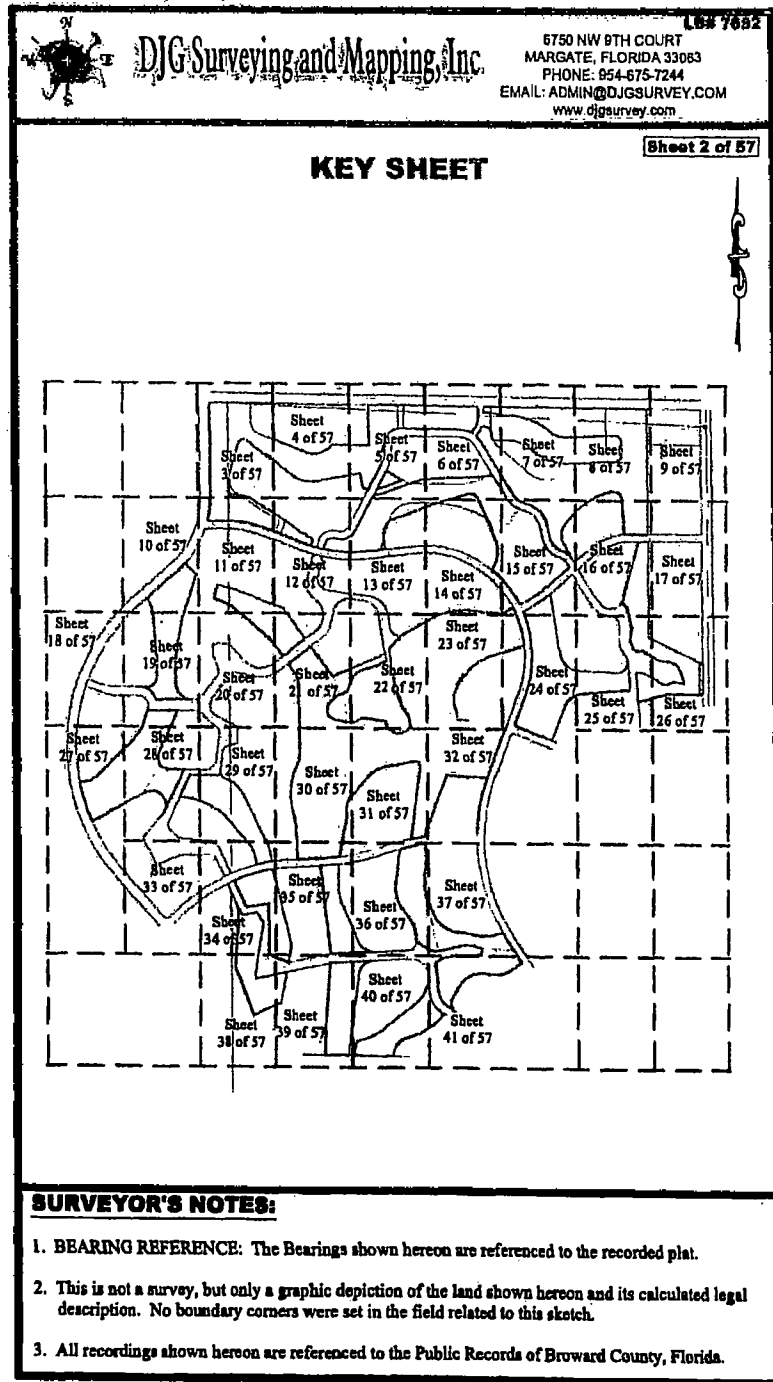 LB# 7692
N
W E
S
DJG Surveying and Mapping, Inc.
6750 NW 9TH COURT
MARGATE, FLORIDA 33063
PHONE: 954-675-7244
EMAIL: ADMIN@DJGSURVEY.COM
www.djgsurvey.com
Sheet 2 of 57
KEY SHEET
Sheet
3 of 57
Sheet
4 of 57
Sheet
5 of 57
Sheet
6 of 57
Sheet
7 of 57
Sheet
8 of 57
Sheet
9 of 57
Sheet
10 of 57
Sheet
11 of 57
Sheet
12 of 57
Sheet
13 of 57
Sheet
14 of 57
Sheet
15 of 57
Sheet
16 of 57
Sheet
17 of 57
Sheet
18 of 57
Sheet
19 of 57
Sheet
20 of 57
Sheet
21 of 57
Sheet
22 of 57
Sheet
23 of 57
Sheet
24 of 57
Sheet
25 of 57
Sheet
26 of 57
Sheet
27 of 57
Sheet
28 of 57
Sheet
29 of 57
Sheet
30 of 57
Sheet
31 of 57
Sheet
32 of 57
Sheet
33 of 57
Sheet
34 of 57
Sheet
35 of 57
Sheet
36 of 57
Sheet
37 of 57
Sheet
38 of 57
Sheet
39 of 57
Sheet
40 of 57
Sheet
41 of 57
SURVEYOR'S NOTES:
1. BEARING REFERENCE: The Bearings shown hereon are referenced to the recorded plat.
2. This is not a survey, but only a graphic depiction of the land shown hereon and its calculated legal
description. No boundary corners were set in the field related to this sketch.
3. All recordings shown hereon are referenced to the Public Records of Broward County, Florida.